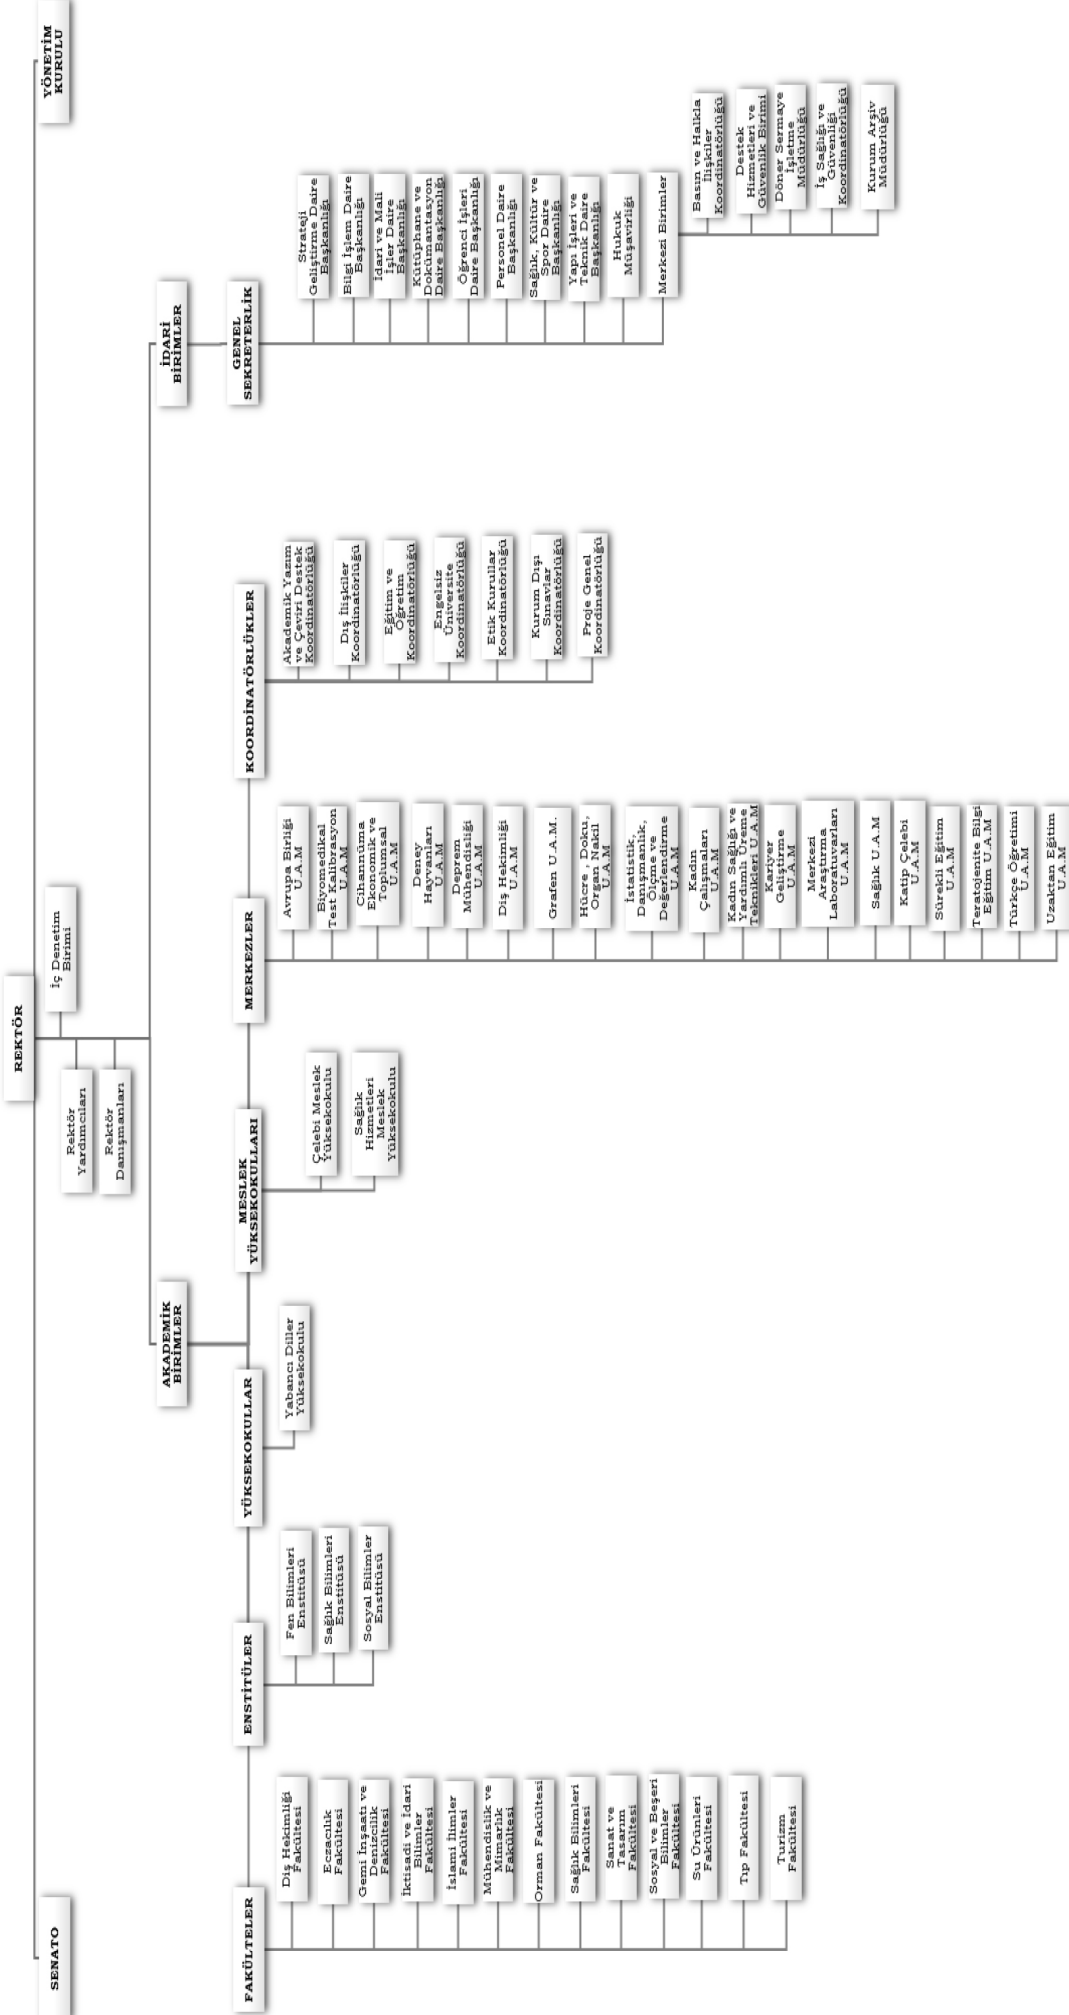 REKTÖR
SENATO
YÖNETİM
KURULU
İç Denetim
Birimi
Rektör
Yardımcıları
Rektör
Danışmanları
AKADEMİK
BİRİMLER
İDARİ
BİRİMLER
FAKÜLTELER
Diş Hekimliği
Fakültesi
Eczacılık
Fakültesi
Gemi İnşaatı ve
Denizcilik
Fakültesi
İktisadi ve İdari
Bilimler
Fakültesi
İslami İlimler
Fakültesi
Mühendislik ve
Mimarlık
Fakültesi
Orman Fakültesi
Sağlık Bilimleri
Fakültesi
Sanat ve
Tasarım
Fakültesi
Sosyal ve Beşeri
Bilimler
Fakültesi
Su Ürünleri
Fakültesi
Tıp Fakültesi
Turizm
Fakültesi
ENSTİTÜLER
Fen Bilimleri
Enstitüsü
Sağlık Bilimleri
Enstitüsü
Sosyal Bilimler
Enstitüsü
YÜKSEKOKULLAR
Yabancı Diller
Yüksekokulu
MESLEK
YÜKSEKOKULLARI
Çelebi Meslek
Yüksekokulu
Sağlık
Hizmetleri
Meslek
Yüksekokulu
MERKEZLER
Avrupa Birliği
U.A.M
Biyomedikal
Test Kalibrasyon
U.A.M
Cihannüma
Ekonomik ve
Toplumsal
U.A.M
Deney
Hayvanları
U.A.M
Deprem
Mühendisliği
U.A.M
Diş Hekimliği
U.A.M
Grafen U.A.M.
Hücre , Doku,
Organ Nakil
U.A.M
İstatistik,
Danışmanlık,
Ölçme ve
Değerlendirme
U.A.M
Kadın
Çalışmaları
U.A.M
Kadın Sağlığı ve
Yardımlı Üreme
Teknikleri U.A.M
Kariyer
Geliştirme
U.A.M
Merkezi
Araştırma
Laboratuvarları
U.A.M
Sağlık U.A.M
Katip Çelebi
U.A.M
Sürekli Eğitim
U.A.M
Teratojenite Bilgi
Eğitim U.A.M
Türkçe Öğretimi
U.A.M
Uzaktan Eğitim
U.A.M
KOORDİNATÖRLÜKLER
Akademik Yazım
ve Çeviri Destek
Koordinatörlüğü
Dış İlişkiler
Koordinatörlüğü
Eğitim ve
Öğretim
Koordinatörlüğü
Engelsiz
Üniversite
Koordinatörlüğü
Etik Kurullar
Koordinatörlüğü
Kurum Dışı
Sınavlar
Koordinatörlüğü
Proje Genel
Koordinatörlüğü
GENEL
SEKRETERLİK
Strateji
Geliştirme Daire
Başkanlığı
Bilgi İşlem Daire
Başkanlığı
İdari ve Mali
İşler Daire
Başkanlığı
Kütüphane ve
Dokümantasyon
Daire Başkanlığı
Öğrenci İşleri
Daire Başkanlığı
Personel Daire
Başkanlığı
Sağlık, Kültür ve
Spor Daire
Başkanlığı
Yapı İşleri ve
Teknik Daire
Başkanlığı
Hukuk
Müşavirliği
Merkezi Birimler
Basın ve Halkla
İlişkiler
Koordinatörlüğü
Destek
Hizmetleri ve
Güvenlik Birimi
Döner Sermaye
İşletme
Müdürlüğü
İş Sağlığı ve
Güvenliği
Koordinatörlüğü
Kurum Arşiv
Müdürlüğü